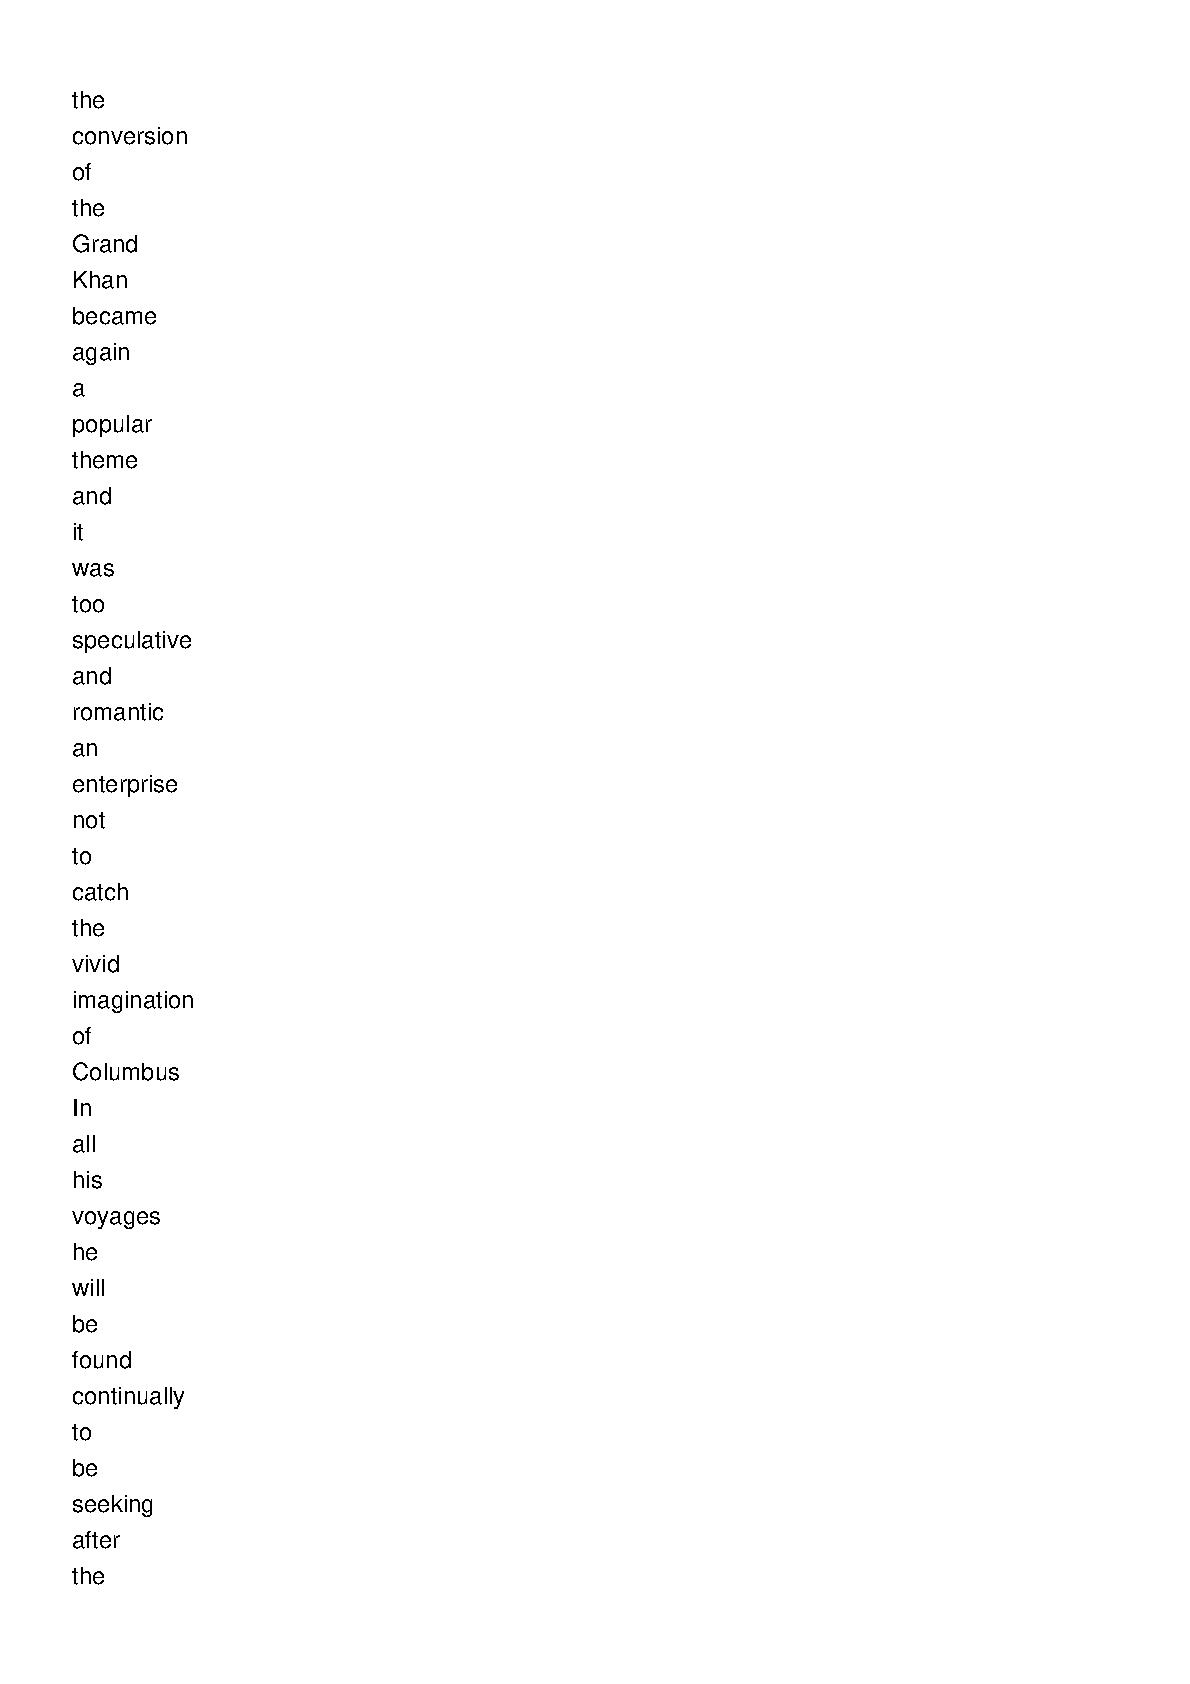 the
conversion
of
the
Grand
Khan
became
again
a
popular
theme
and
it
was
too
speculative
and
romantic
an
enterprise
not
to
catch
the
vivid
imagination
of
Columbus
In
all
his
voyages
he
will
be
found
continually
to
be
seeking
after
the